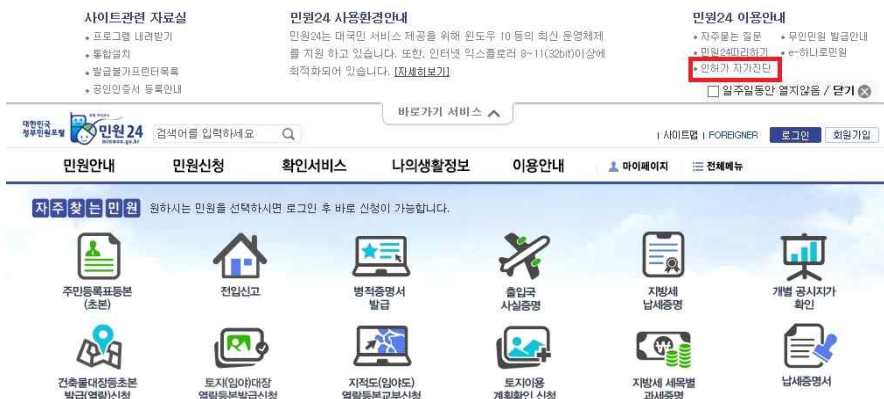 사이트관련 자료실
프로그램 내려받기
통합설치
발급불가프린터목록
공인인증서 등록안내
민원24 사용환경안내
민원24는 대국민 서비스 제공을 위해 윈도우 10 등의 최신 운영체제
를 지원 하고 있습니다. 또한, 인터넷 익스플로러 8~11(32bit)이상에
최적화되어 있습니다. [자세히보기]
민원24 이용안내
자주묻는 질문 무인민원 발급안내
민원24따라하기 e-하나로민원
인허가 자가진단
일주일동안 열지않음 / 닫기
바로가기 서비스
대한민국
정부민원포털 민원24
minwon.go.kr
검색어를 입력하세요
| 사이트맵 | FOREIGNER 로그인 회원가입
민원안내 민원신청 확인서비스 나의생활정보 이용안내 마이페이지 전체메뉴
자주찾는민원 원하시는 민원을 선택하시면 로그인 후 바로 신청이 가능합니다.
주민등록표등본
(초본)
전입신고
병적증명서
발급
출입국
사실증명
지방세
납세증명
개별 공시지가
확인
건축물대장등초본
발급(열람)신청
토지(임야)대장
열람등본발급신청
지적도(임야도)
열람등본교부신청
토지이용
계획확인 신청
지방세 세목별
과세증명
납세증명서